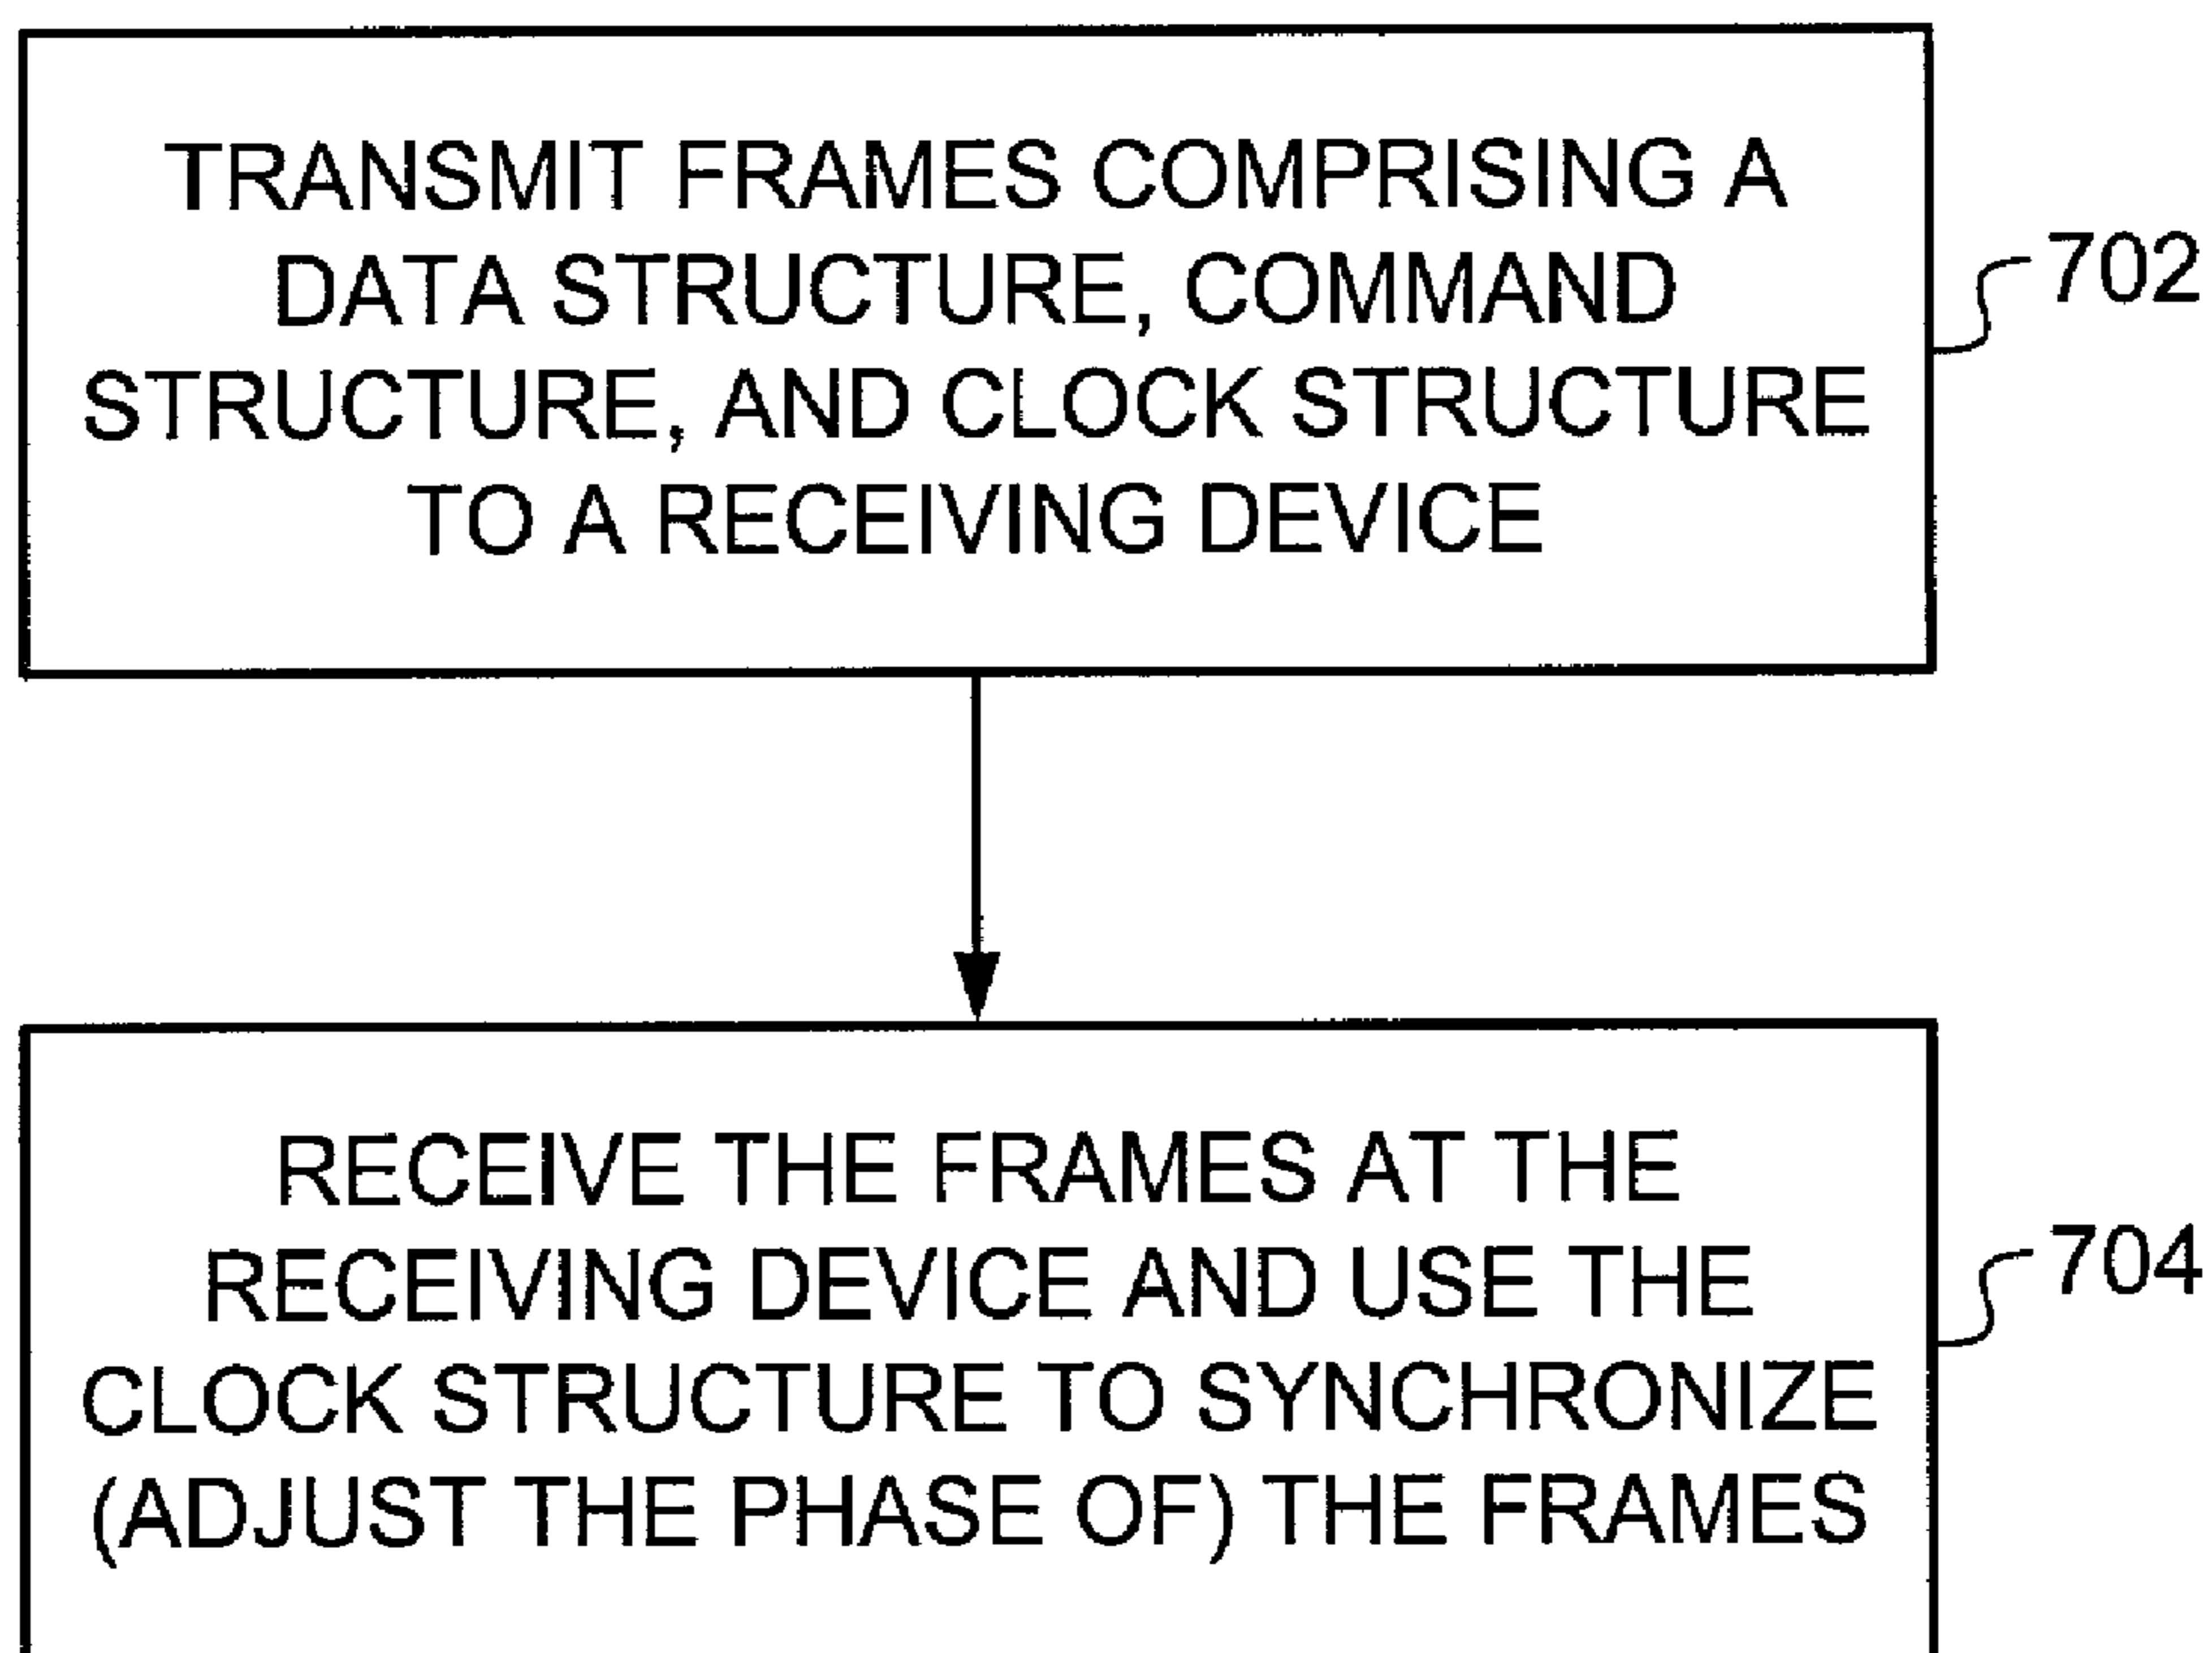 TRANSMIT FRAMES COMPRISING A
DATA STRUCTURE, COMMAND
STRUCTURE, AND CLOCK STRUCTURE
TO A RECEIVING DEVICE
702
RECEIVE THE FRAMES AT THE
RECEIVING DEVICE AND USE THE
CLOCK STRUCTURE TO SYNCHRONIZE
(ADJUST THE PHASE OF) THE FRAMES
704